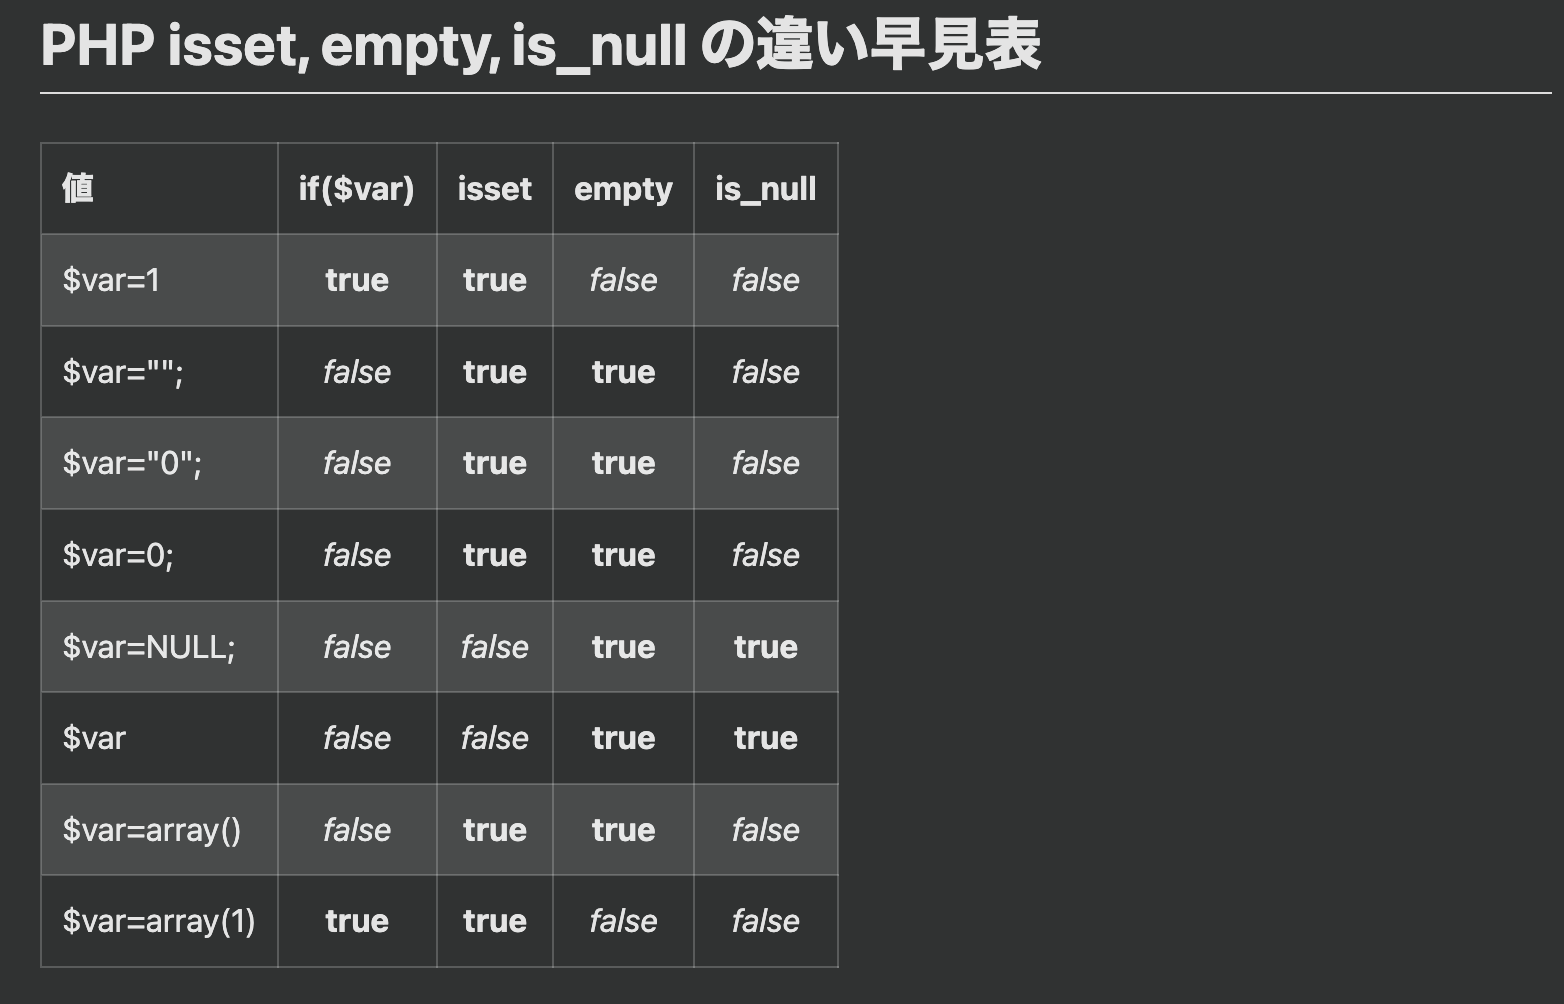 PHP isset, empty, is_null の違い早見表
値 if($var) isset empty is_null
$var=1 true true false false
$var=""; false true true false
$var="0"; false true true false
$var=0; false true true false
$var=NULL; false false true true
$var false false true true
$var=array() false true true false
$var=array(1) true true false false